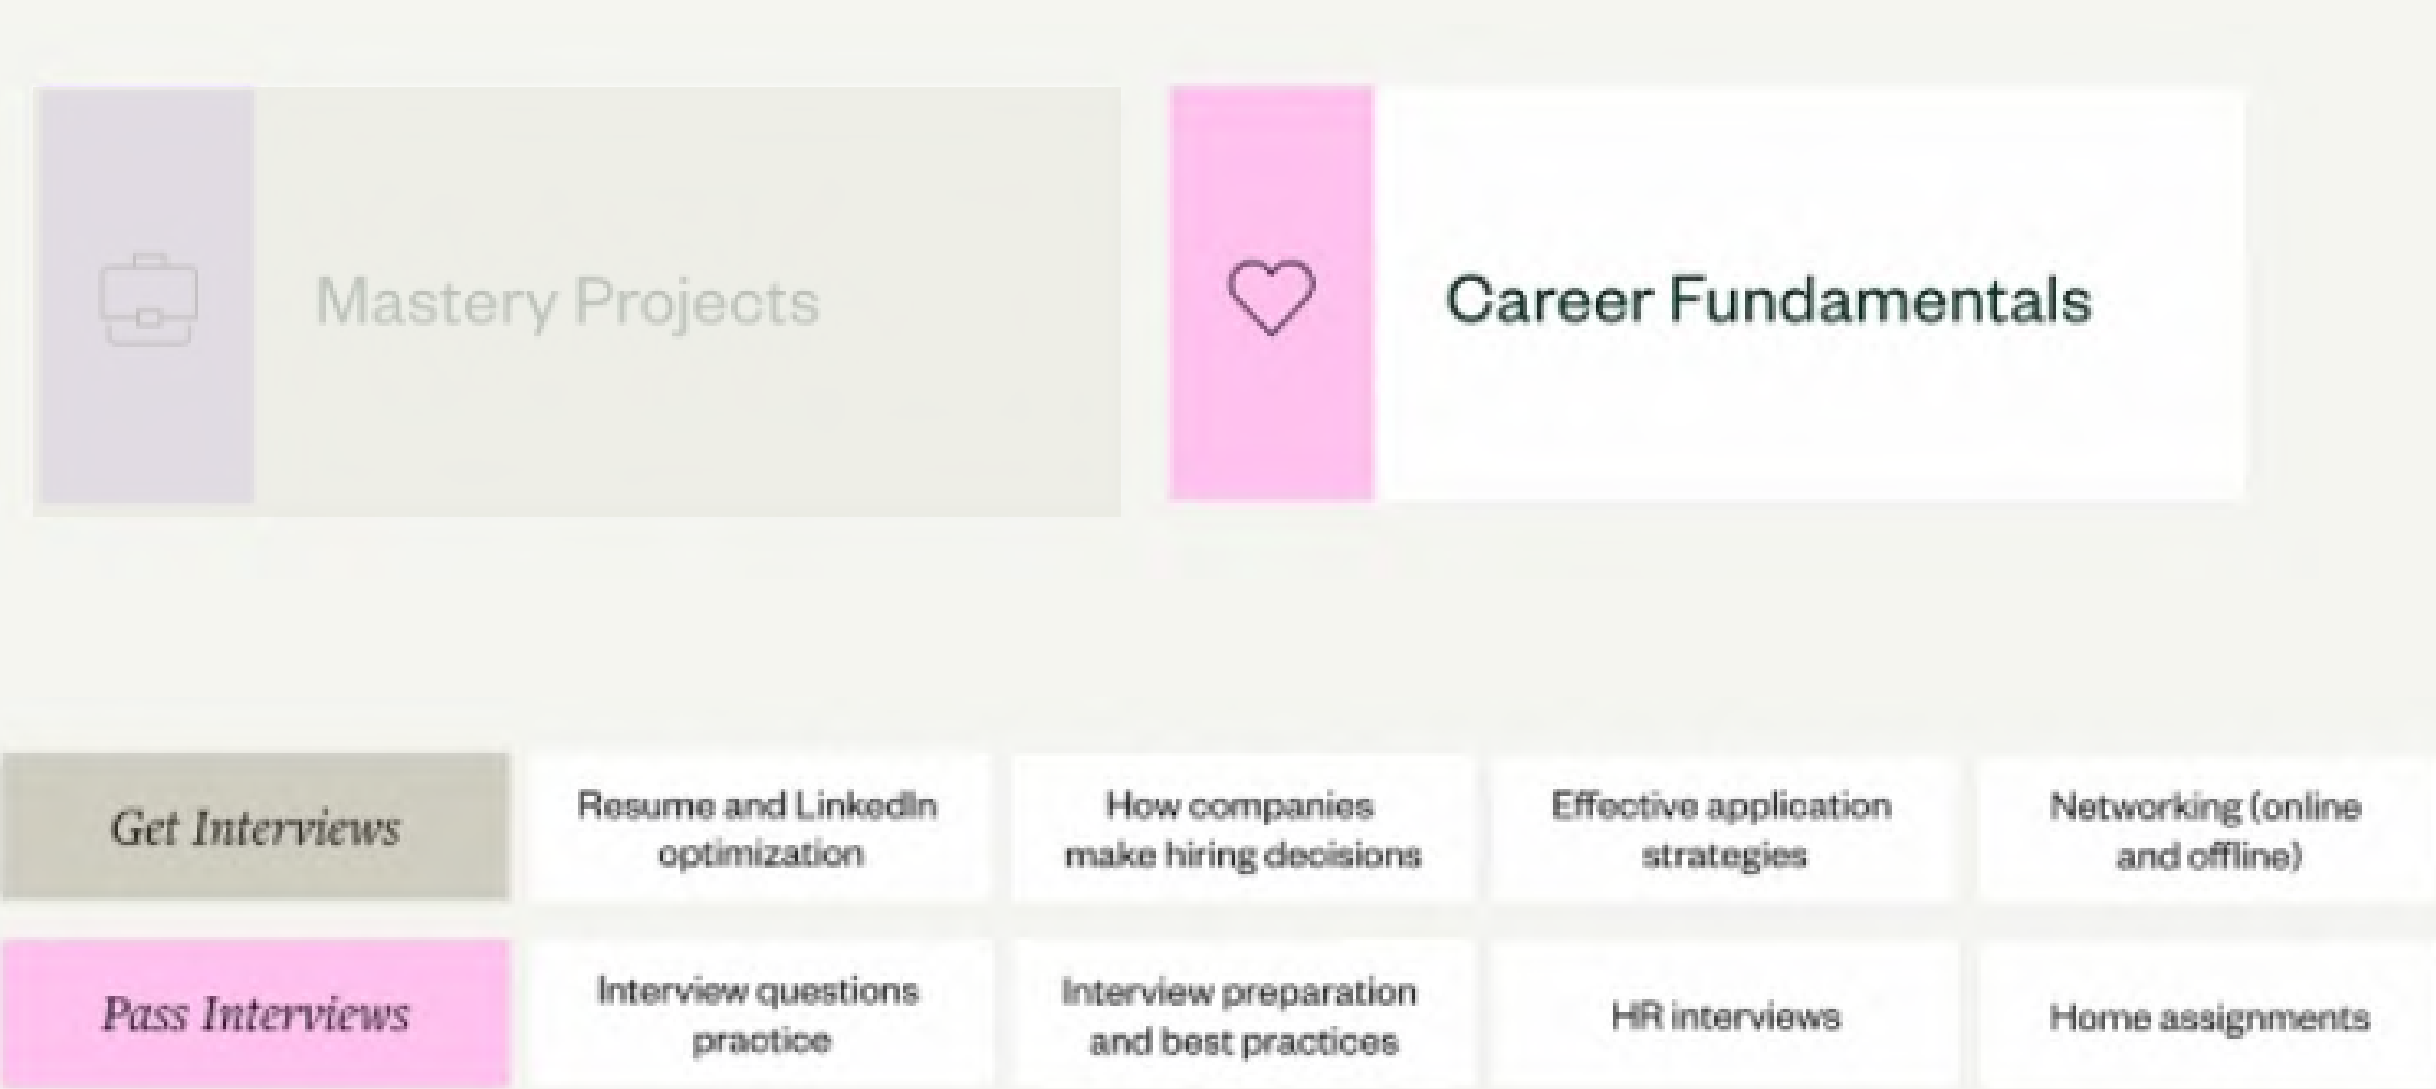 Mastery Projects
Career Fundamentals
Get Interviews
Resume and LinkedIn
optimization
How companies
make hiring decisions
Effective application
strategies
Networking (online
and offline)
Pass Interviews
Interview questions
practice
Interview preparation
and best practices
HR interviews
Home assignments